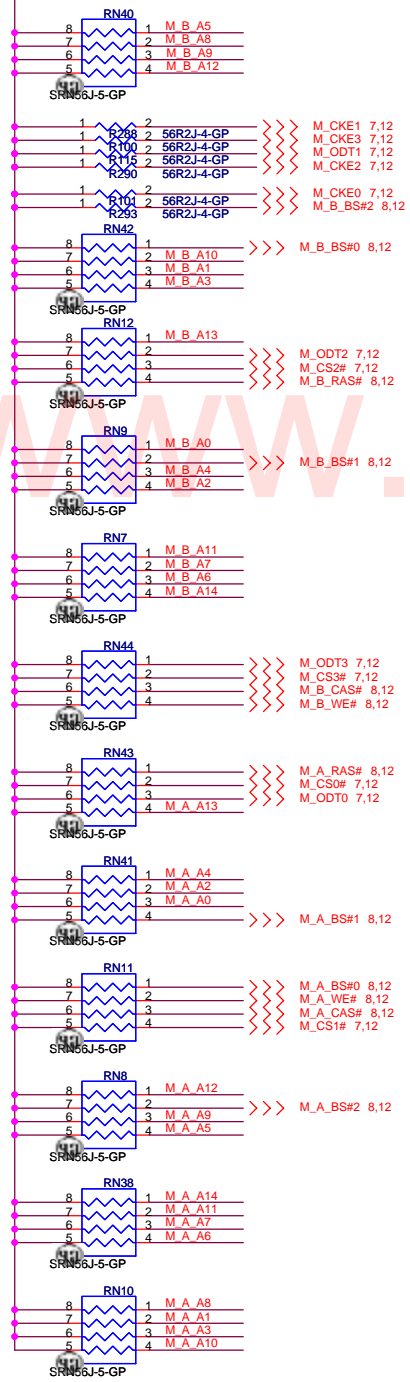 RN40
8 1 M_B_A5
7 2 M_B_A8
6 3 M_B_A9
5 4 M_B_A12
SRN56J-5-GP
1 2 M_CKE1 7,12
R288 56R2J-4-GP
1 2 M_CKE3 7,12
R100 56R2J-4-GP
1 2 M_ODT1 7,12
R115 56R2J-4-GP
1 2 M_CKE2 7,12
R290 56R2J-4-GP
1 2 M_CKE0 7,12
R101 56R2J-4-GP
1 2 M_B_BS#2 8,12
R293 56R2J-4-GP
RN42
8 1 M_B_BS#0 8,12
7 2 M_B_A10
6 3 M_B_A1
5 4 M_B_A3
SRN56J-5-GP
RN12
8 1 M_B_A13
7 2 M_ODT2 7,12
6 3 M_CS2# 7,12
5 4 M_B_RAS# 8,12
SRN56J-5-GP
www.
RN9
8 1 M_B_A0
7 2 M_B_BS#1 8,12
6 3 M_B_A4
5 4 M_B_A2
SRN56J-5-GP
RN7
8 1 M_B_A11
7 2 M_B_A7
6 3 M_B_A6
5 4 M_B_A14
SRN56J-5-GP
RN44
8 1 M_ODT3 7,12
7 2 M_CS3# 7,12
6 3 M_B_CAS# 8,12
5 4 M_B_WE# 8,12
SRN56J-5-GP
RN43
8 1 M_A_RAS# 8,12
7 2 M_CS0# 7,12
6 3 M_ODT0 7,12
5 4 M_A_A13
SRN56J-5-GP
RN41
8 1 M_A_A4
7 2 M_A_A2
6 3 M_A_A0
5 4 M_A_BS#1 8,12
SRN56J-5-GP
RN11
8 1 M_A_BS#0 8,12
7 2 M_A_WE# 8,12
6 3 M_A_CAS# 8,12
5 4 M_CS1# 7,12
SRN56J-5-GP
RN8
8 1 M_A_A12
7 2 M_A_BS#2 8,12
6 3 M_A_A9
5 4 M_A_A5
SRN56J-5-GP
RN38
8 1 M_A_A14
7 2 M_A_A11
6 3 M_A_A7
5 4 M_A_A6
SRN56J-5-GP
RN10
8 1 M_A_A8
7 2 M_A_A1
6 3 M_A_A3
5 4 M_A_A10
SRN56J-5-GP